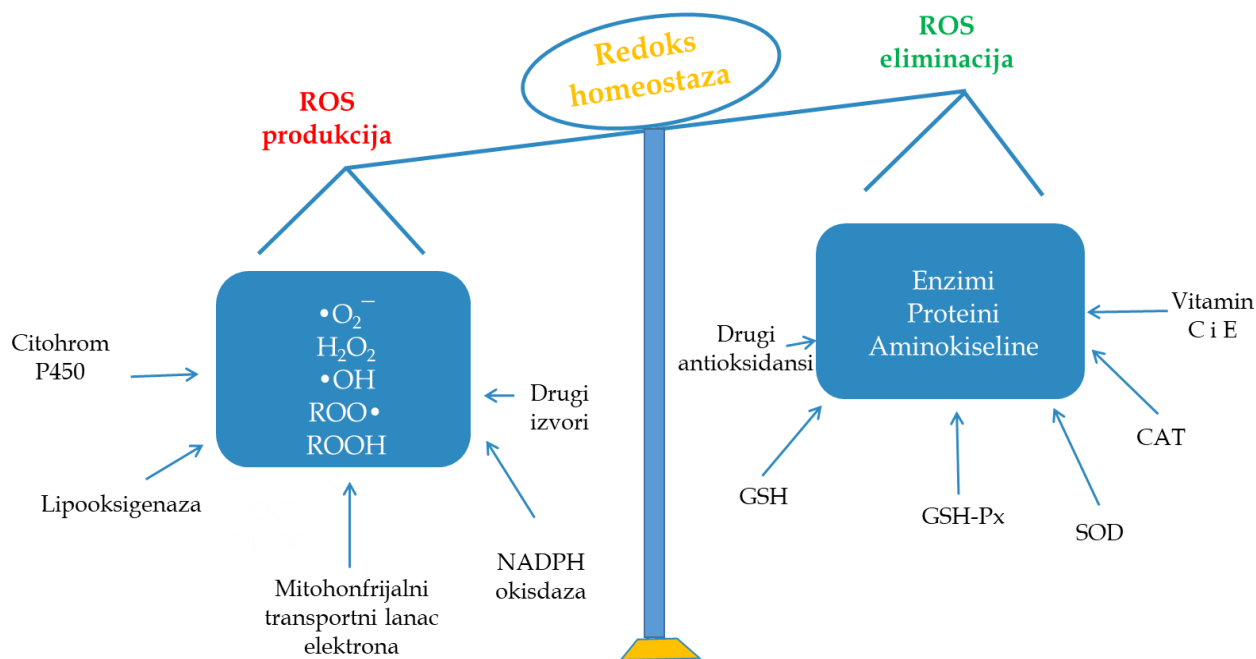 Redoks
homeostaza
ROS
eliminacija
ROS
produkcija
•O₂⁻
H₂O₂
•OH
ROO•
ROOH
Citohrom
P450
Lipooksigenaza
Mitohonfrijalni
transportni lanac
elektrona
NADPH
okisdaza
Drugi
izvori
Enzimi
Proteini
Aminokiseline
Drugi
antioksidansi
GSH
GSH-Px
SOD
CAT
Vitamin
C i E